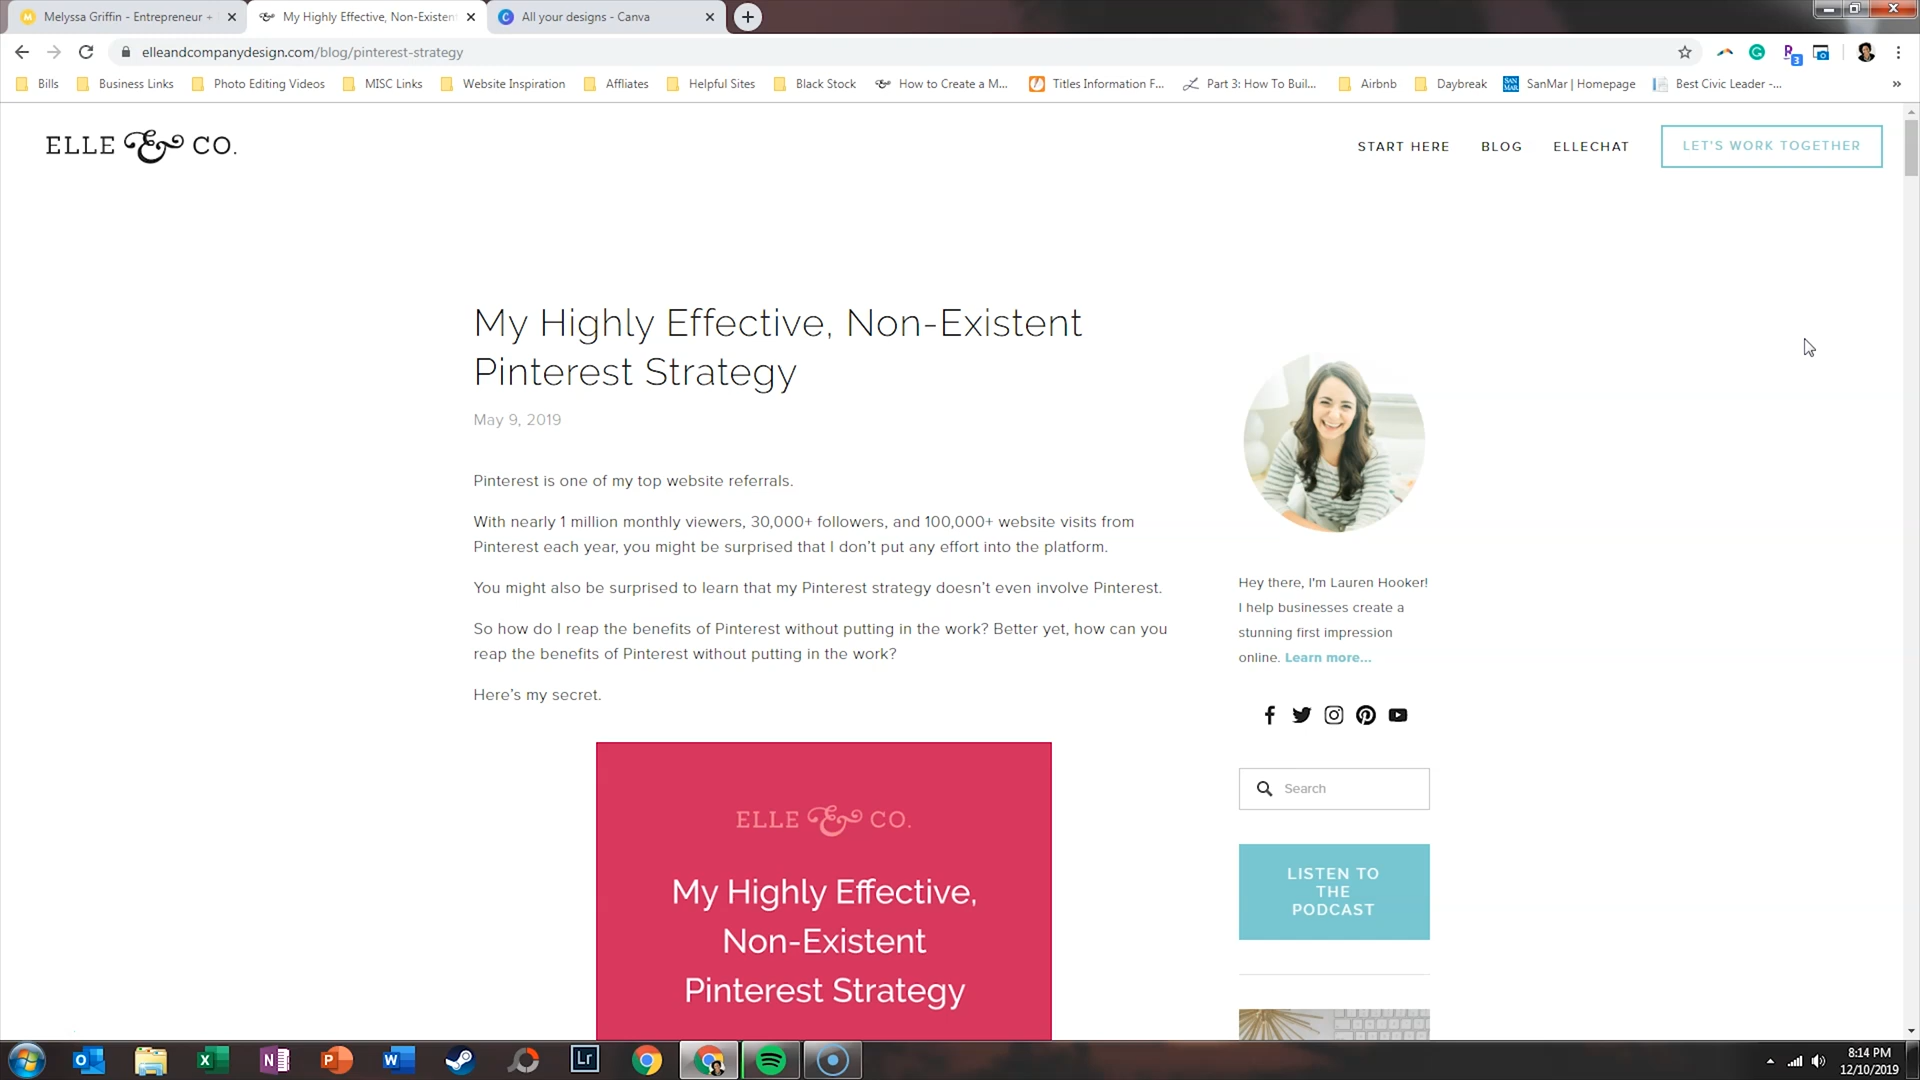 Melyssa Griffin - Entrepreneur +
My Highly Effective, Non-Existent
All your designs - Canva
elleandcompanydesign.com/blog/pinterest-strategy
3
Bills
Business Links
Photo Editing Videos
MISC Links
Website Inspiration
Affliates
Helpful Sites
Black Stock
How to Create a M...
Titles Information F...
Part 3: How To Buil...
Airbnb
Daybreak
SanMar | Homepage
Best Civic Leader -...
ELLE & CO.
START HERE
BLOG
ELLECHAT
LET'S WORK TOGETHER
My Highly Effective, Non-Existent
Pinterest Strategy
May 9, 2019
Pinterest is one of my top website referrals.
With nearly 1 million monthly viewers, 30,000+ followers, and 100,000+ website visits from
Pinterest each year, you might be surprised that I don't put any effort into the platform.
You might also be surprised to learn that my Pinterest strategy doesn't even involve Pinterest.
So how do I reap the benefits of Pinterest without putting in the work? Better yet, how can you
reap the benefits of Pinterest without putting in the work?
Here's my secret.
ELLE & CO.
My Highly Effective,
Non-Existent
Pinterest Strategy
Hey there, I'm Lauren Hooker!
I help businesses create a
stunning first impression
online. Learn more...
Search
LISTEN TO
THE
PODCAST
Lr
8:14 PM
12/10/2019